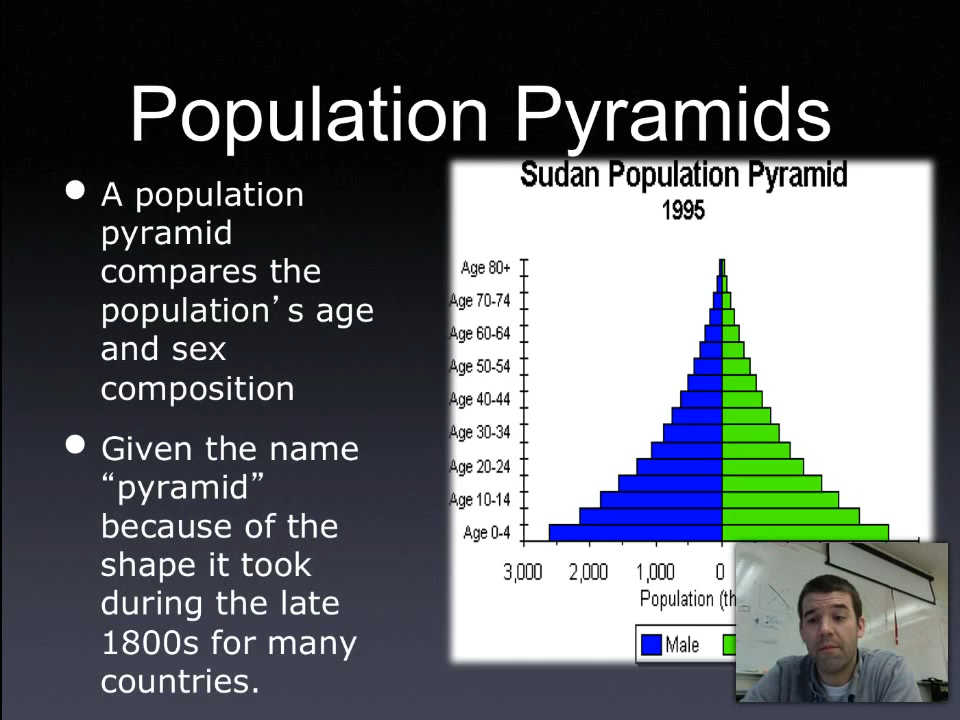 Population Pyramids
● A population
pyramid
compares the
population’s age
and sex
composition
● Given the name
“pyramid”
because of the
shape it took
during the late
1800s for many
countries.
Sudan Population Pyramid
1995
Age 80+
Age 70-74
Age 60-64
Age 50-54
Age 40-44
Age 30-34
Age 20-24
Age 10-14
Age 0-4
3,000 2,000 1,000 0
Population (th
Male